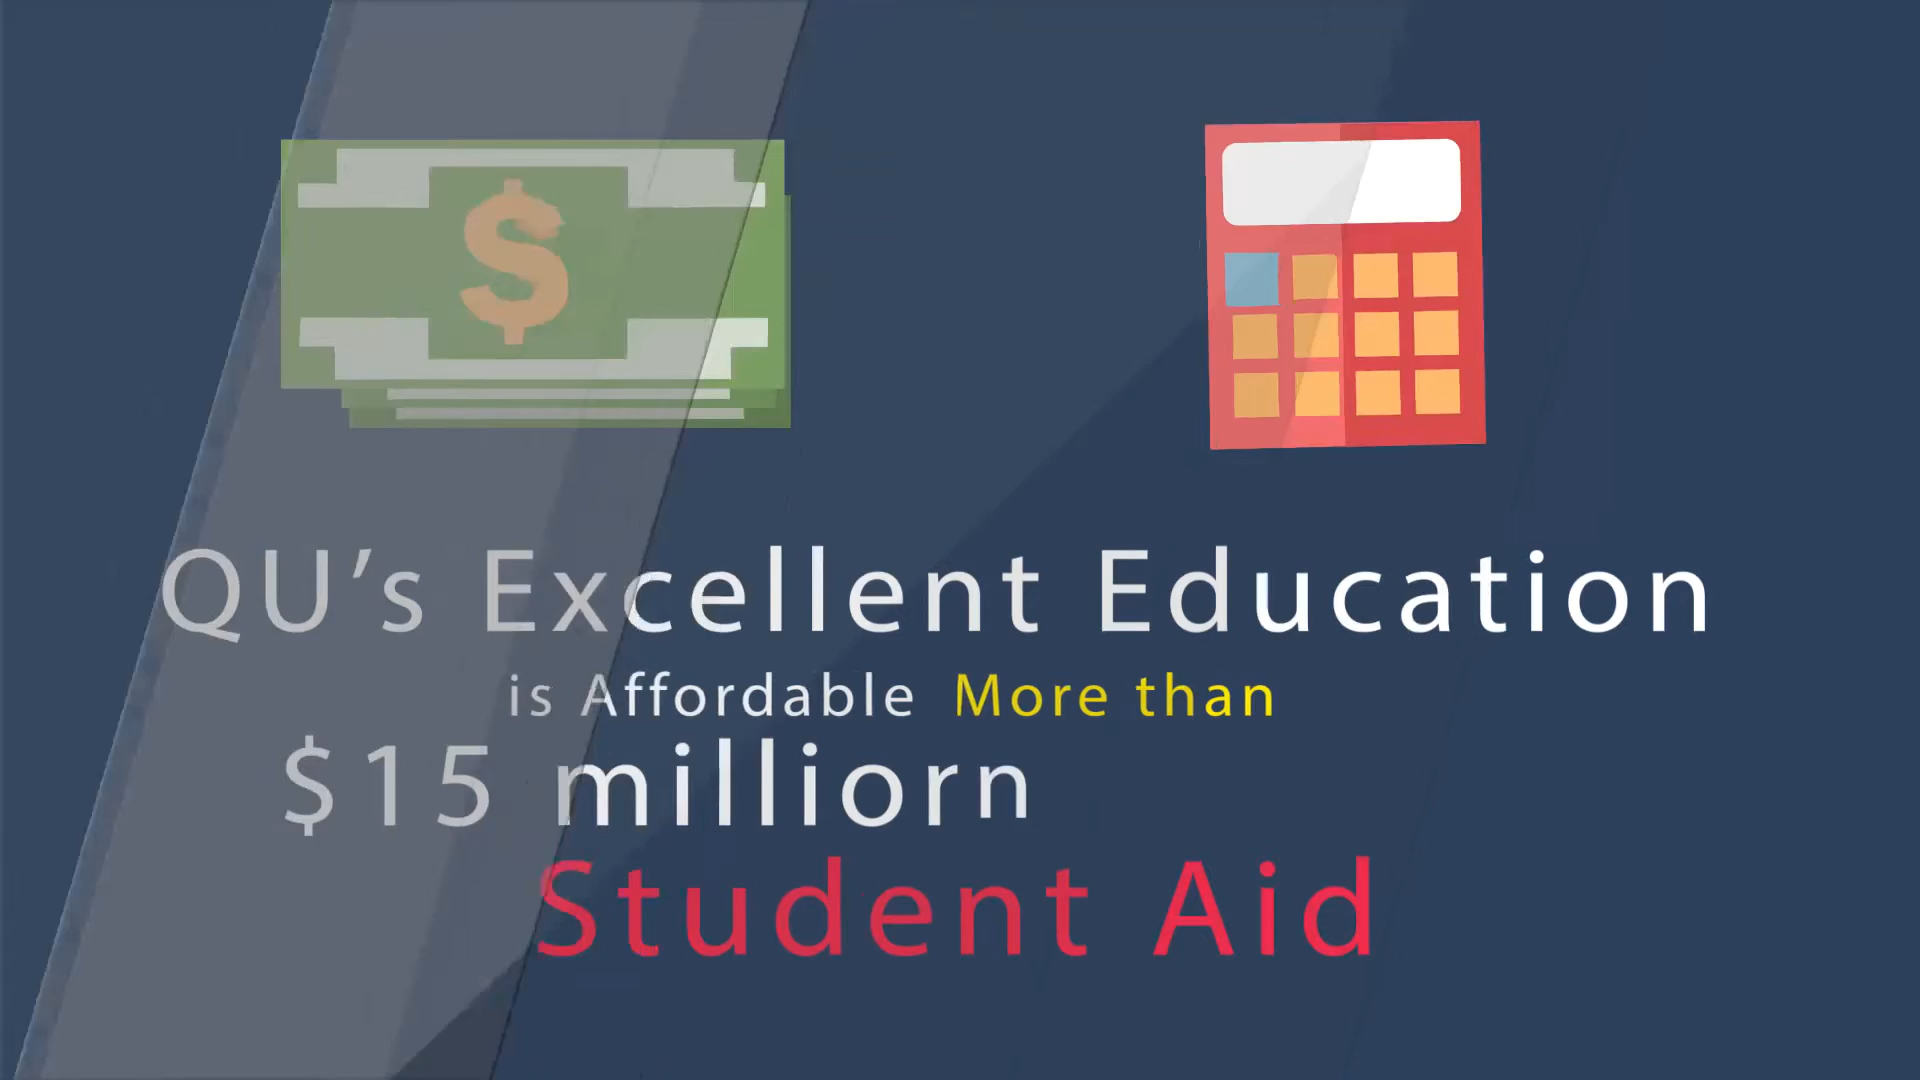 $
QU’s Excellent Education
is Affordable More than
$15 milliorn
Student Aid